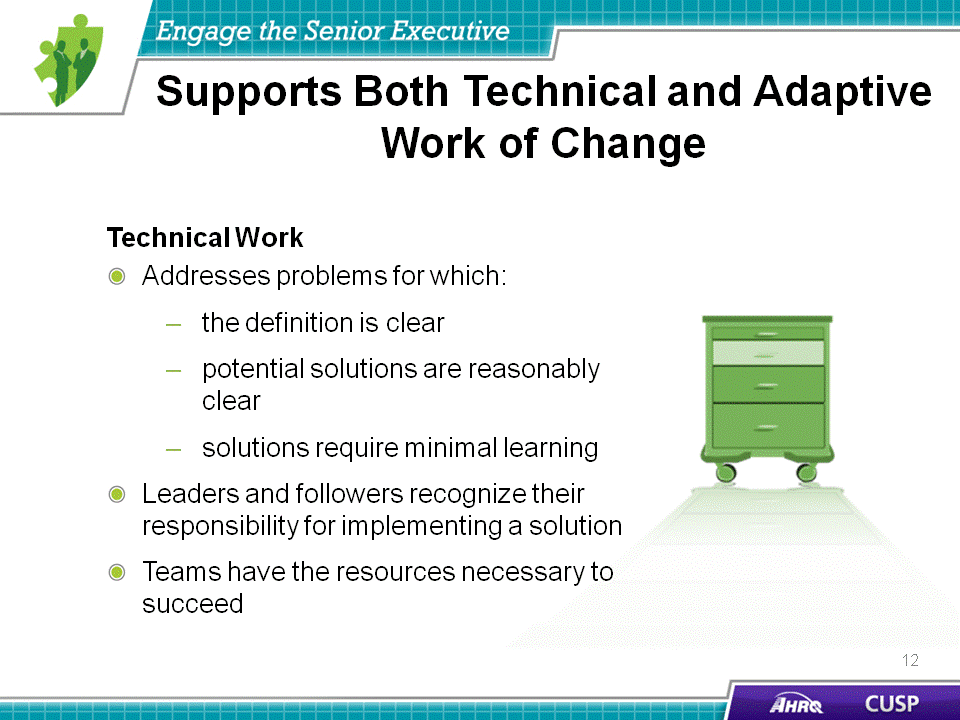 Engage the Senior Executive
Supports Both Technical and Adaptive
Work of Change
Technical Work
Addresses problems for which:
– the definition is clear
– potential solutions are reasonably
clear
– solutions require minimal learning
Leaders and followers recognize their
responsibility for implementing a solution
Teams have the resources necessary to
succeed
12
AHRQ CUSP